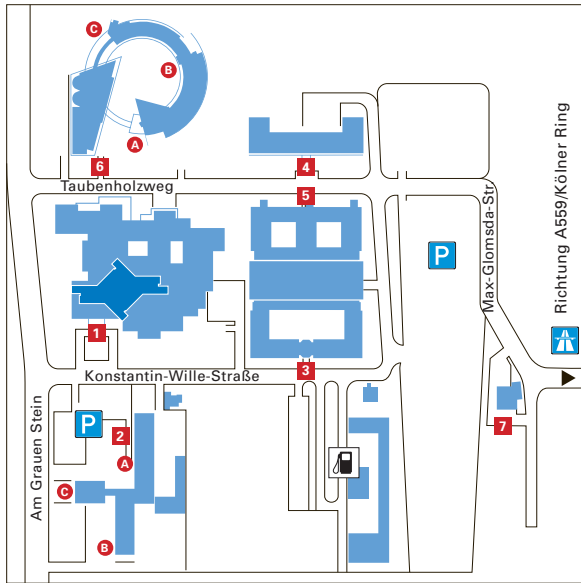 C
B
A
6
4
Taubenholzweg
5
Max-Glomsda-Str
Richtung A559/Kölner Ring
P
1
3
Konstantin-Wille-Straße
Am Grauen Stein
P
2
7
A
C
B